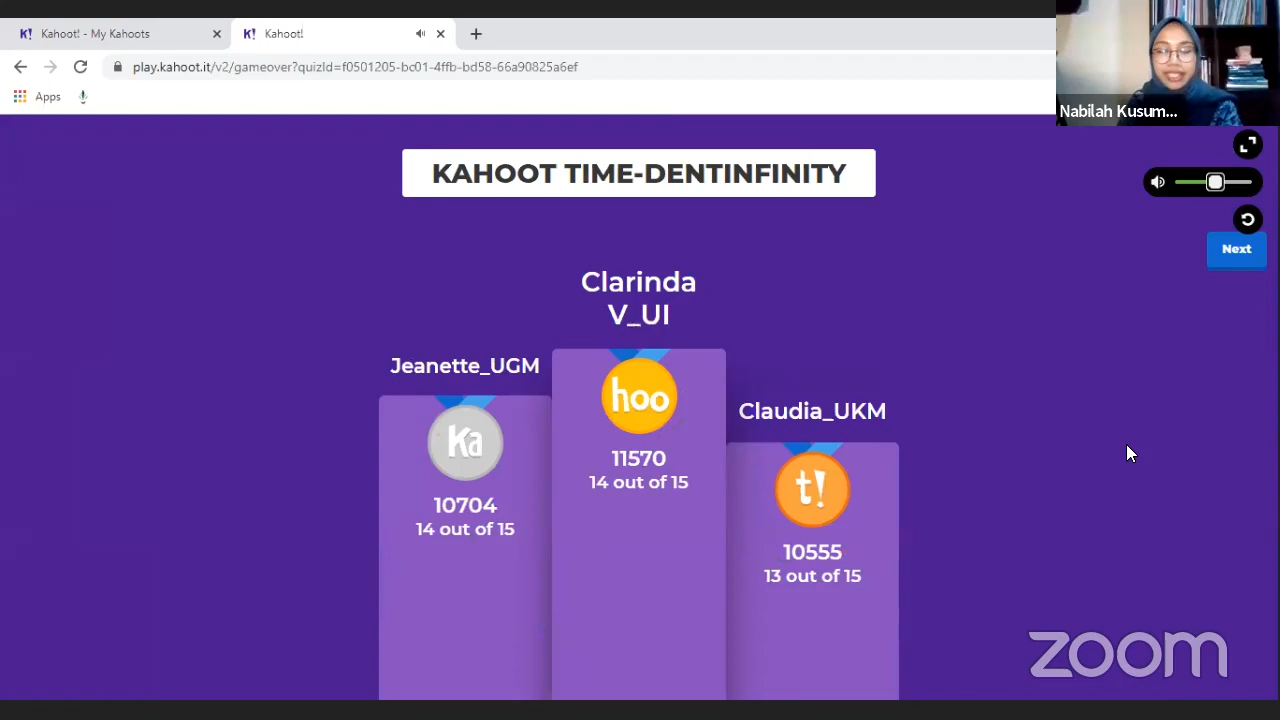 Kahoot! - My Kahoots
Kahoot!
play.kahoot.it/v2/gameover?quizId=f0501205-bc01-4ffb-bd58-66a90825a6ef
Apps
Nabilah Kusum...
KAHOOT TIME-DENTINFINITY
Next
Clarinda
V_UI
Jeanette_UGM
Claudia_UKM
Ka
hoo
t!
10704
14 out of 15
11570
14 out of 15
10555
13 out of 15
zoom